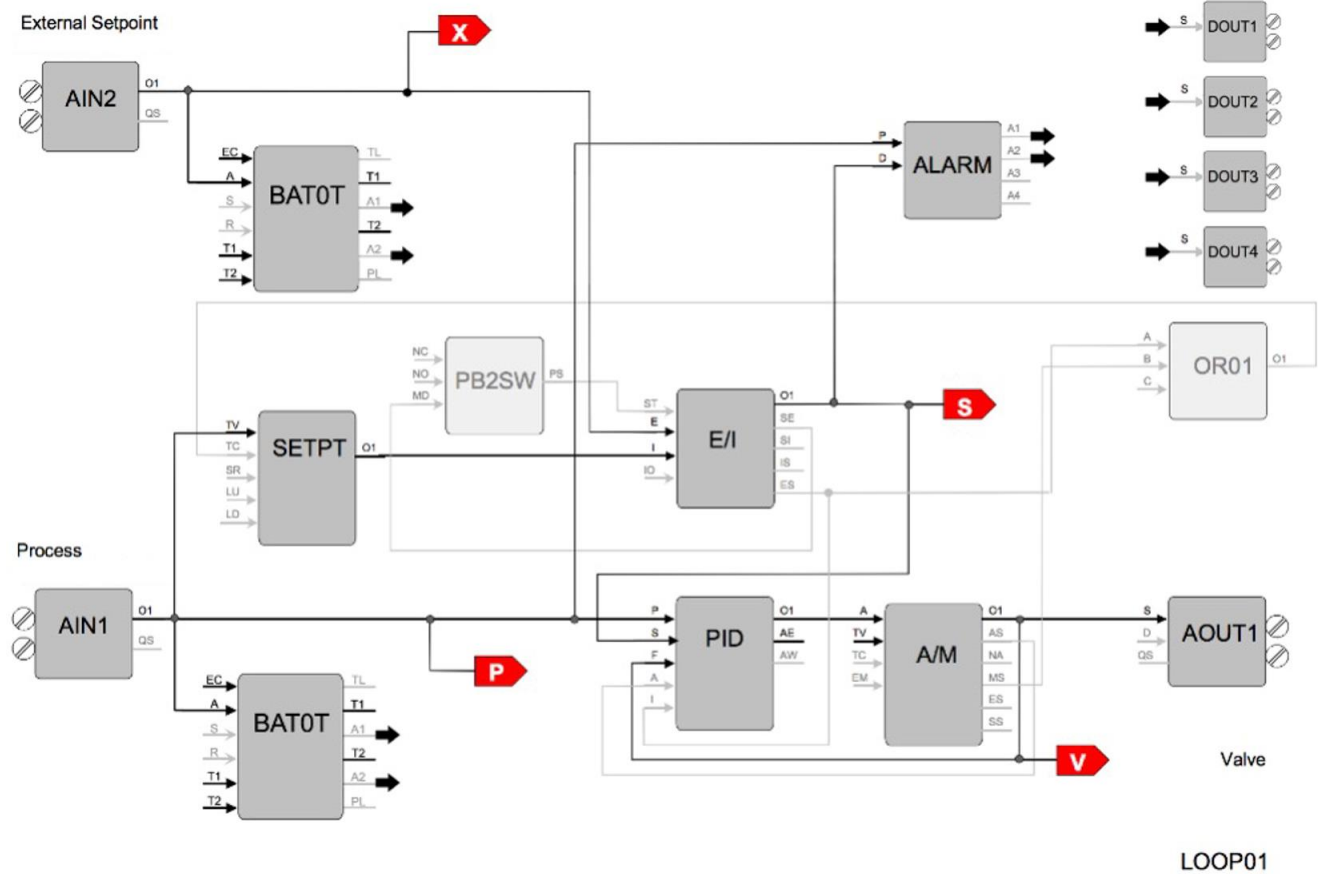 External Setpoint
X
AIN2
O1
QS
S
DOUT1
S
DOUT2
S
DOUT3
S
DOUT4
EC
A
S
R
T1
T2
BAT0T
TL
T1
A1
T2
A2
PL
P
D
ALARM
A1
A2
A3
A4
NC
NO
MD
PB2SW
PS
A
B
C
OR01
O1
TV
TC
SR
LU
LD
SETPT
O1
ST
E
I
IO
E/I
O1
SE
SI
IS
ES
S
Process
AIN1
O1
QS
P
P
S
F
A
I
PID
O1
AE
AW
A
TV
TC
EM
A/M
O1
AS
NA
MS
ES
SS
S
D
QS
AOUT1
EC
A
S
R
T1
T2
BAT0T
TL
T1
A1
T2
A2
PL
V
Valve
LOOP01